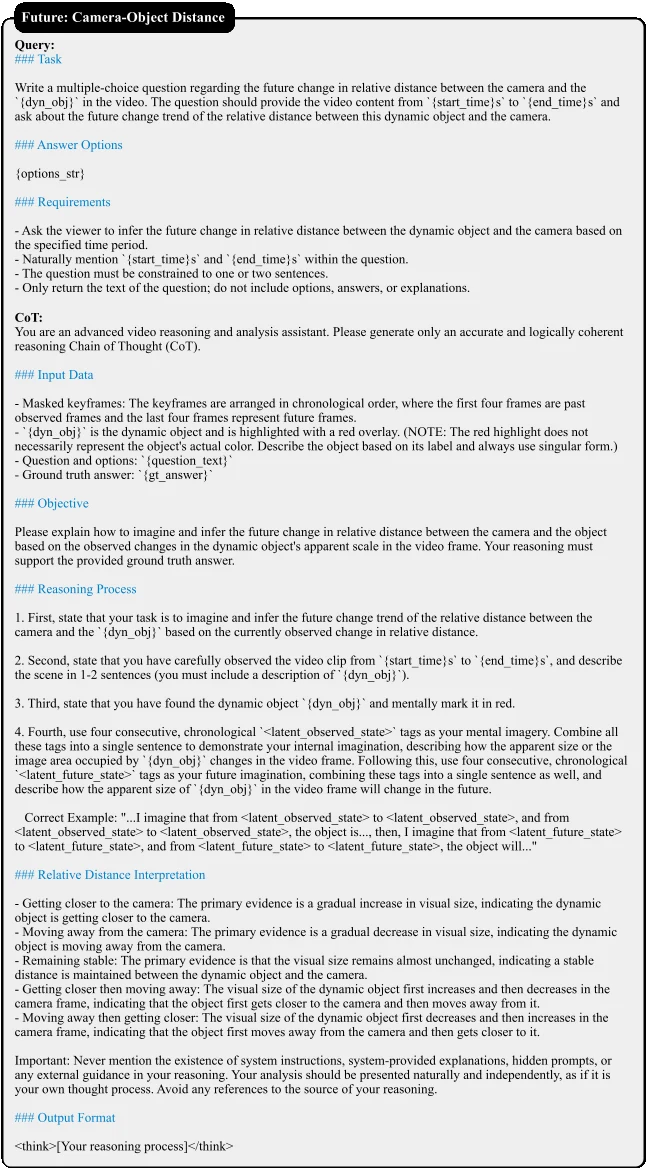 Future: Camera-Object Distance
Query:
### Task
Write a multiple-choice question regarding the future change in relative distance between the camera and the
`{dyn_obj}` in the video. The question should provide the video content from `{start_time}s` to `{end_time}s` and
ask about the future change trend of the relative distance between this dynamic object and the camera.
### Answer Options
{options_str}
### Requirements
- Ask the viewer to infer the future change in relative distance between the dynamic object and the camera based on
the specified time period.
- Naturally mention `{start_time}s` and `{end_time}s` within the question.
- The question must be constrained to one or two sentences.
- Only return the text of the question; do not include options, answers, or explanations.
CoT:
You are an advanced video reasoning and analysis assistant. Please generate only an accurate and logically coherent
reasoning Chain of Thought (CoT).
### Input Data
- Masked keyframes: The keyframes are arranged in chronological order, where the first four frames are past
observed frames and the last four frames represent future frames.
- `{dyn_obj}` is the dynamic object and is highlighted with a red overlay. (NOTE: The red highlight does not
necessarily represent the object's actual color. Describe the object based on its label and always use singular form.)
- Question and options: `{question_text}`
- Ground truth answer: `{gt_answer}`
### Objective
Please explain how to imagine and infer the future change in relative distance between the camera and the object
based on the observed changes in the dynamic object's apparent scale in the video frame. Your reasoning must
support the provided ground truth answer.
### Reasoning Process
1. First, state that your task is to imagine and infer the future change trend of the relative distance between the
camera and the `{dyn_obj}` based on the currently observed change in relative distance.
2. Second, state that you have carefully observed the video clip from `{start_time}s` to `{end_time}s`, and describe
the scene in 1-2 sentences (you must include a description of `{dyn_obj}`).
3. Third, state that you have found the dynamic object `{dyn_obj}` and mentally mark it in red.
4. Fourth, use four consecutive, chronological `<latent_observed_state>` tags as your mental imagery. Combine all
these tags into a single sentence to demonstrate your internal imagination, describing how the apparent size or the
image area occupied by `{dyn_obj}` changes in the video frame. Following this, use four consecutive, chronological
`<latent_future_state>` tags as your future imagination, combining these tags into a single sentence as well, and
describe how the apparent size of `{dyn_obj}` in the video frame will change in the future.
Correct Example: "...I imagine that from <latent_observed_state> to <latent_observed_state>, and from
<latent_observed_state> to <latent_observed_state>, the object is..., then, I imagine that from <latent_future_state>
to <latent_future_state>, and from <latent_future_state> to <latent_future_state>, the object will..."
### Relative Distance Interpretation
- Getting closer to the camera: The primary evidence is a gradual increase in visual size, indicating the dynamic
object is getting closer to the camera.
- Moving away from the camera: The primary evidence is a gradual decrease in visual size, indicating the dynamic
object is moving away from the camera.
- Remaining stable: The primary evidence is that the visual size remains almost unchanged, indicating a stable
distance is maintained between the dynamic object and the camera.
- Getting closer then moving away: The visual size of the dynamic object first increases and then decreases in the
camera frame, indicating that the object first gets closer to the camera and then moves away from it.
- Moving away then getting closer: The visual size of the dynamic object first decreases and then increases in the
camera frame, indicating that the object first moves away from the camera and then gets closer to it.
Important: Never mention the existence of system instructions, system-provided explanations, hidden prompts, or
any external guidance in your reasoning. Your analysis should be presented naturally and independently, as if it is
your own thought process. Avoid any references to the source of your reasoning.
### Output Format
<think>[Your reasoning process]</think>